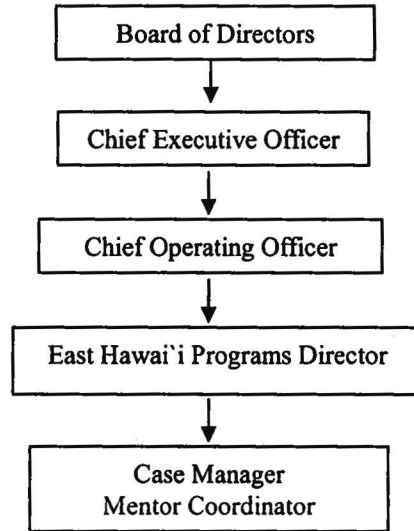 Board of Directors
Chief Executive Officer
Chief Operating Officer
East Hawai`i Programs Director
Case Manager
Mentor Coordinator